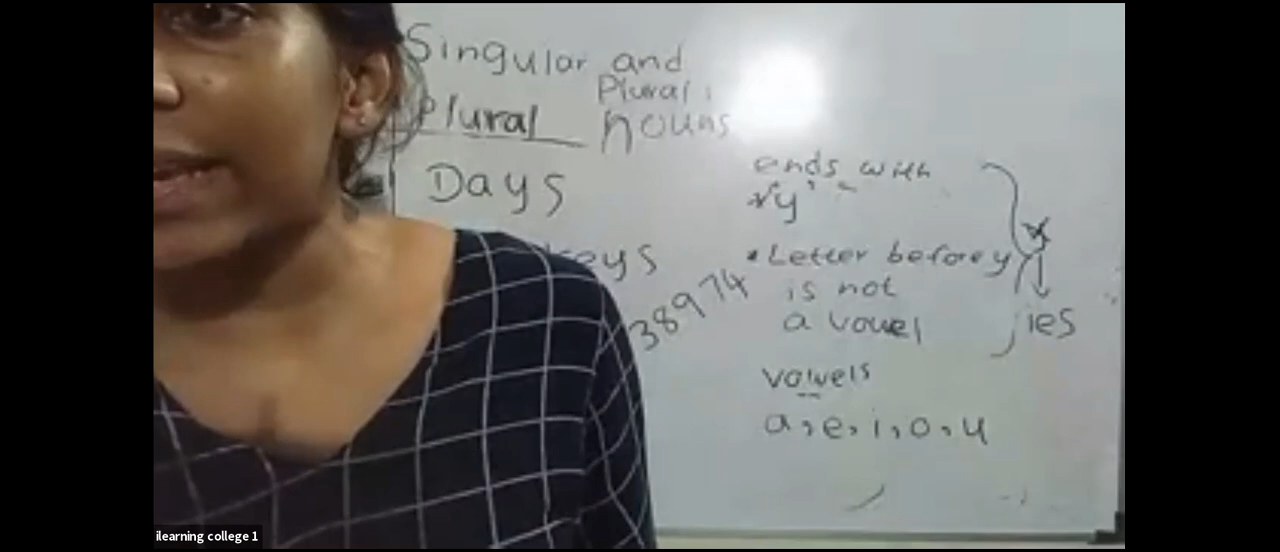 Singular and
Plural
Plural nouns
Days
eys
38974
ends with
"y"
• Letter before y
is not
a vowel
y
ies
vowels
a, e, i, o, u
ilearning college 1